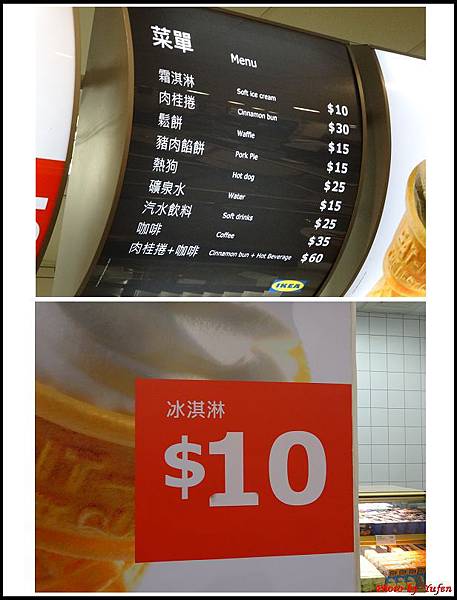 菜單 Menu
霜淇淋 Soft ice cream $10
肉桂捲 Cinnamon bun $30
鬆餅 Waffle $15
豬肉餡餅 Pork Pie $15
熱狗 Hot dog $25
礦泉水 Water $15
汽水飲料 Soft drinks $25
咖啡 Coffee $35
肉桂捲+咖啡 Cinnamon bun + Hot Beverage $60
IKEA
冰淇淋
$10
Photo by Yufen